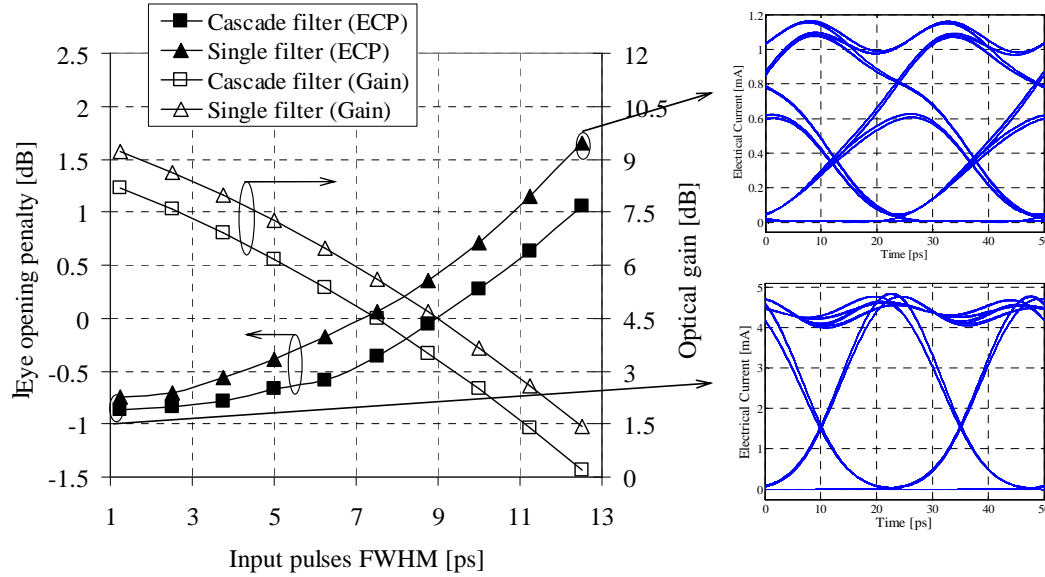 Cascade filter (ECP)
Single filter (ECP)
Cascade filter (Gain)
Single filter (Gain)
Eye opening penalty [dB]
2.5
2
1.5
1
0.5
0
-0.5
-1
-1.5
1 3 5 7 9 11 13
Input pulses FWHM [ps]
12
10.5
9
7.5
6
4.5
3
1.5
0
Optical gain [dB]
Electrical Current [mA]
1.2
1
0.8
0.6
0.4
0.2
0
0 10 20 30 40 50
Time [ps]
Electrical Current [mA]
5
4
3
2
1
0
0 10 20 30 40 50
Time [ps]